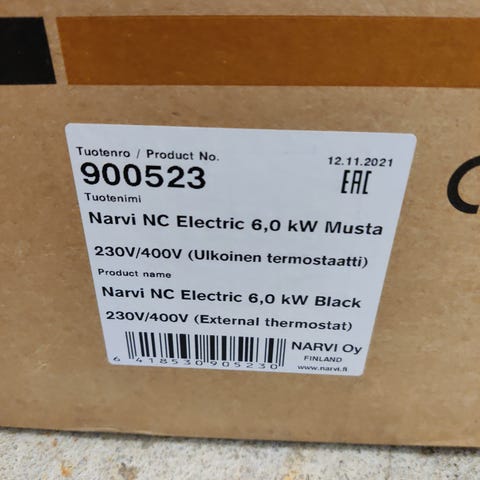 Tuotenro / Product No.
12.11.2021
900523
EAC
Tuotenimi
Narvi NC Electric 6,0 kW Musta
230V/400V (Ulkoinen termostaatti)
Product name
Narvi NC Electric 6,0 kW Black
230V/400V (External thermostat)
NARVI Oy
FINLAND
www.narvi.fi
6 418530 905230